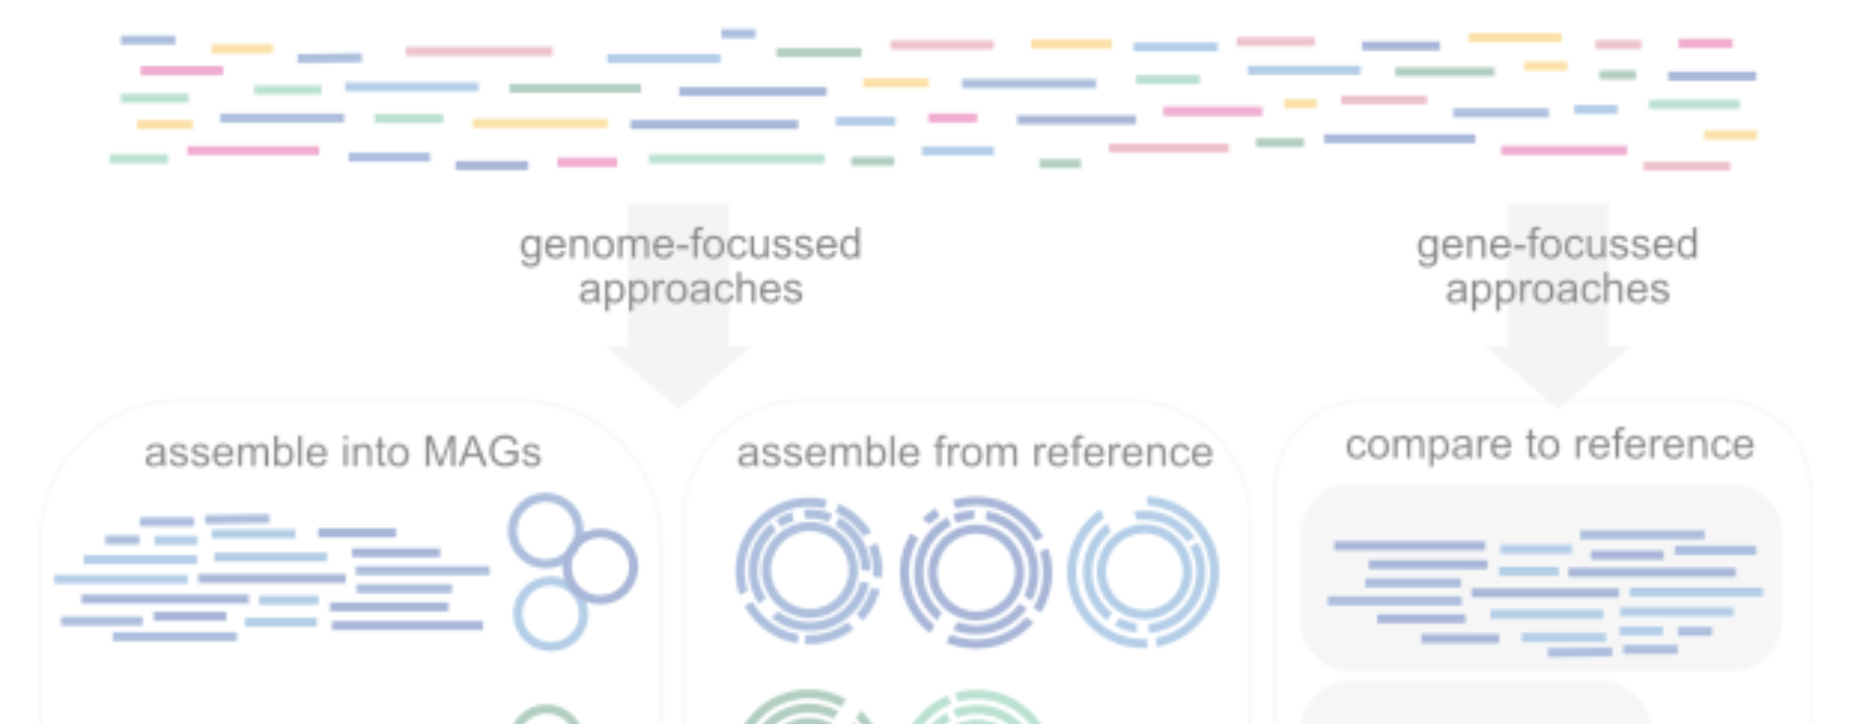 genome-focussed
approaches
gene-focussed
approaches
assemble into MAGs
assemble from reference
compare to reference